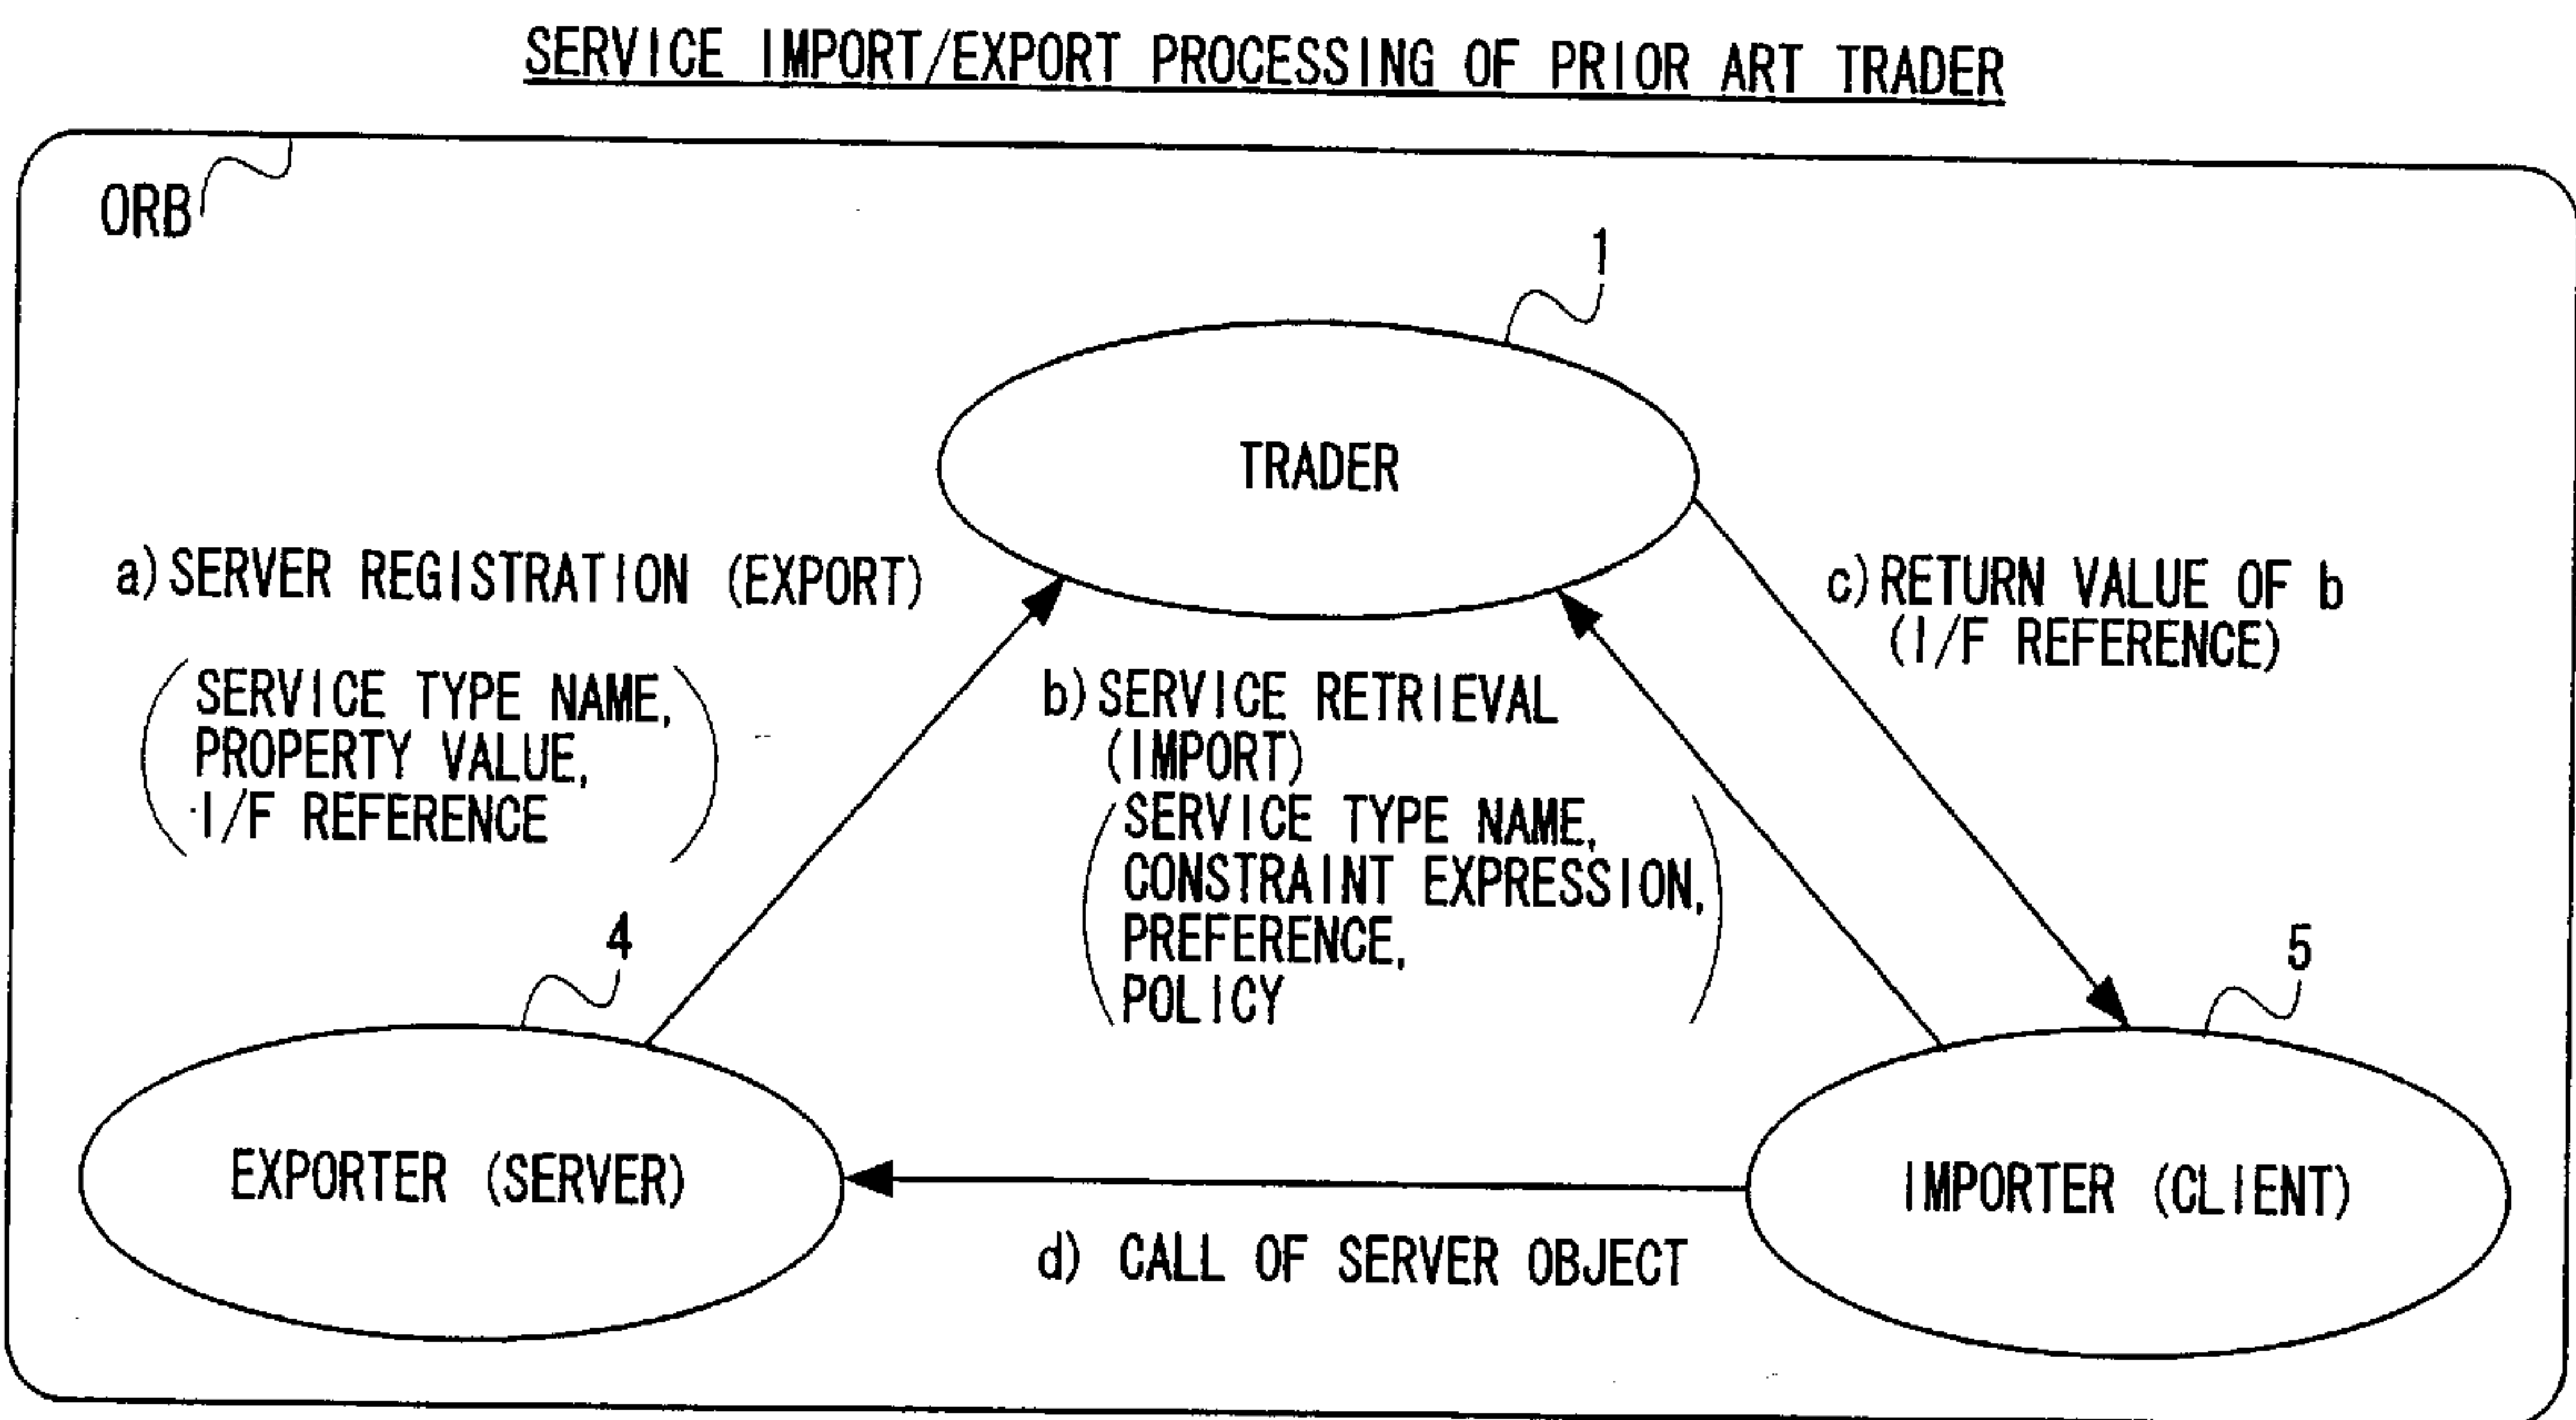 SERVICE IMPORT/EXPORT PROCESSING OF PRIOR ART TRADER
ORB
1
TRADER
a) SERVER REGISTRATION (EXPORT)
(SERVICE TYPE NAME,
PROPERTY VALUE,
I/F REFERENCE)
b) SERVICE RETRIEVAL
(IMPORT)
(SERVICE TYPE NAME,
CONSTRAINT EXPRESSION,
PREFERENCE,
POLICY)
c) RETURN VALUE OF b
(I/F REFERENCE)
4
EXPORTER (SERVER)
5
IMPORTER (CLIENT)
d) CALL OF SERVER OBJECT